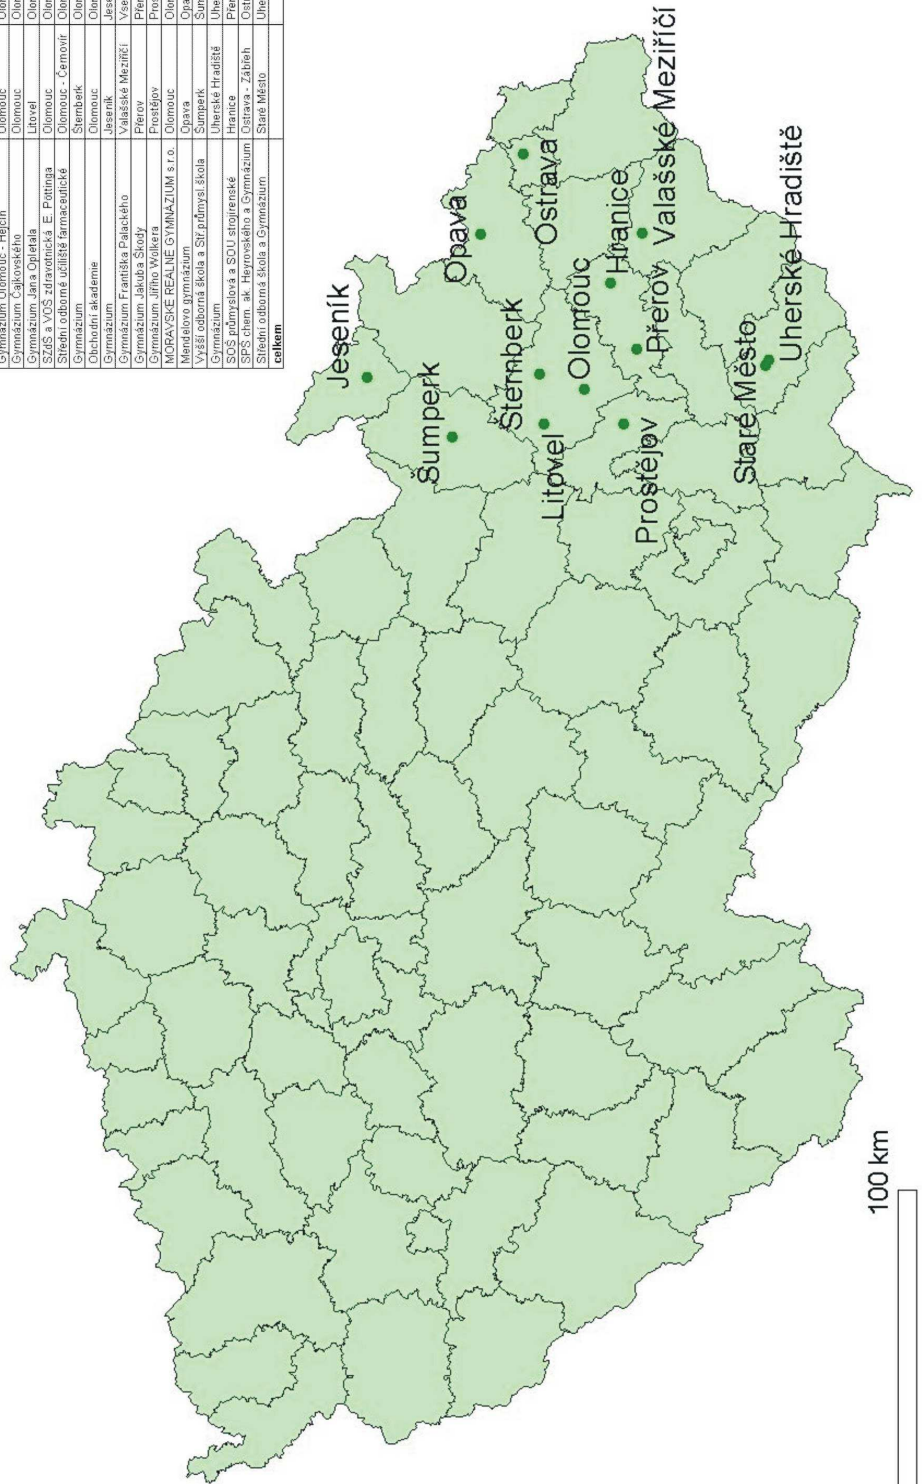 Gymnázium Olomouc - Hejčín Olomouc
Gymnázium Čajkovského Olomouc
Gymnázium Jana Opletala Litovel
SZdŠ a VOŠ zdravotnická E. Pöttinga Olomouc
Střední odborné učiliště farmaceutické Olomouc - Černovír
Gymnázium Šternberk
Obchodní akademie Olomouc
Gymnázium Jeseník
Gymnázium Františka Palackého Valašské Meziříčí
Gymnázium Jakuba Škody Přerov
Gymnázium Jiřího Wolkera Prostějov
MORAVSKÉ REÁLNÉ GYMNÁZIUM s.r.o. Olomouc
Mendelovo gymnázium Opava
Vyšší odborná škola a Stř.průmysl.škola Šumperk
Gymnázium Uherské Hradiště
SOŠ průmyslová a SOU strojírenské Hranice
SPŠ chem. ak. Heyrovského a Gymnázium Ostrava - Zábřeh
Střední odborná škola a Gymnázium Staré Město
celkem
Jeseník
Šumperk
Opava
Šternberk
Litovel
Ostrava
Olomouc
Hranice
Prostějov
Přerov
Valašské Meziříčí
Staré Město
Uherské Hradiště
100 km